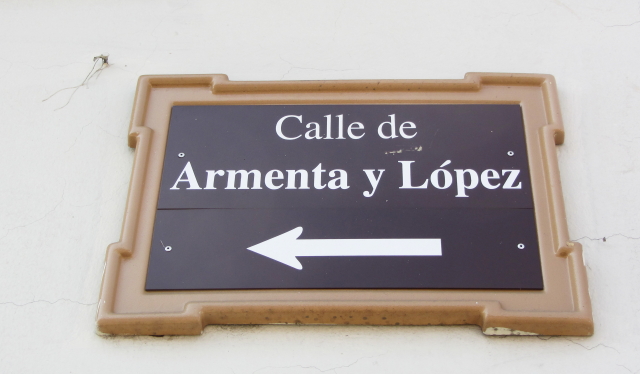 Calle de
Armenta y López